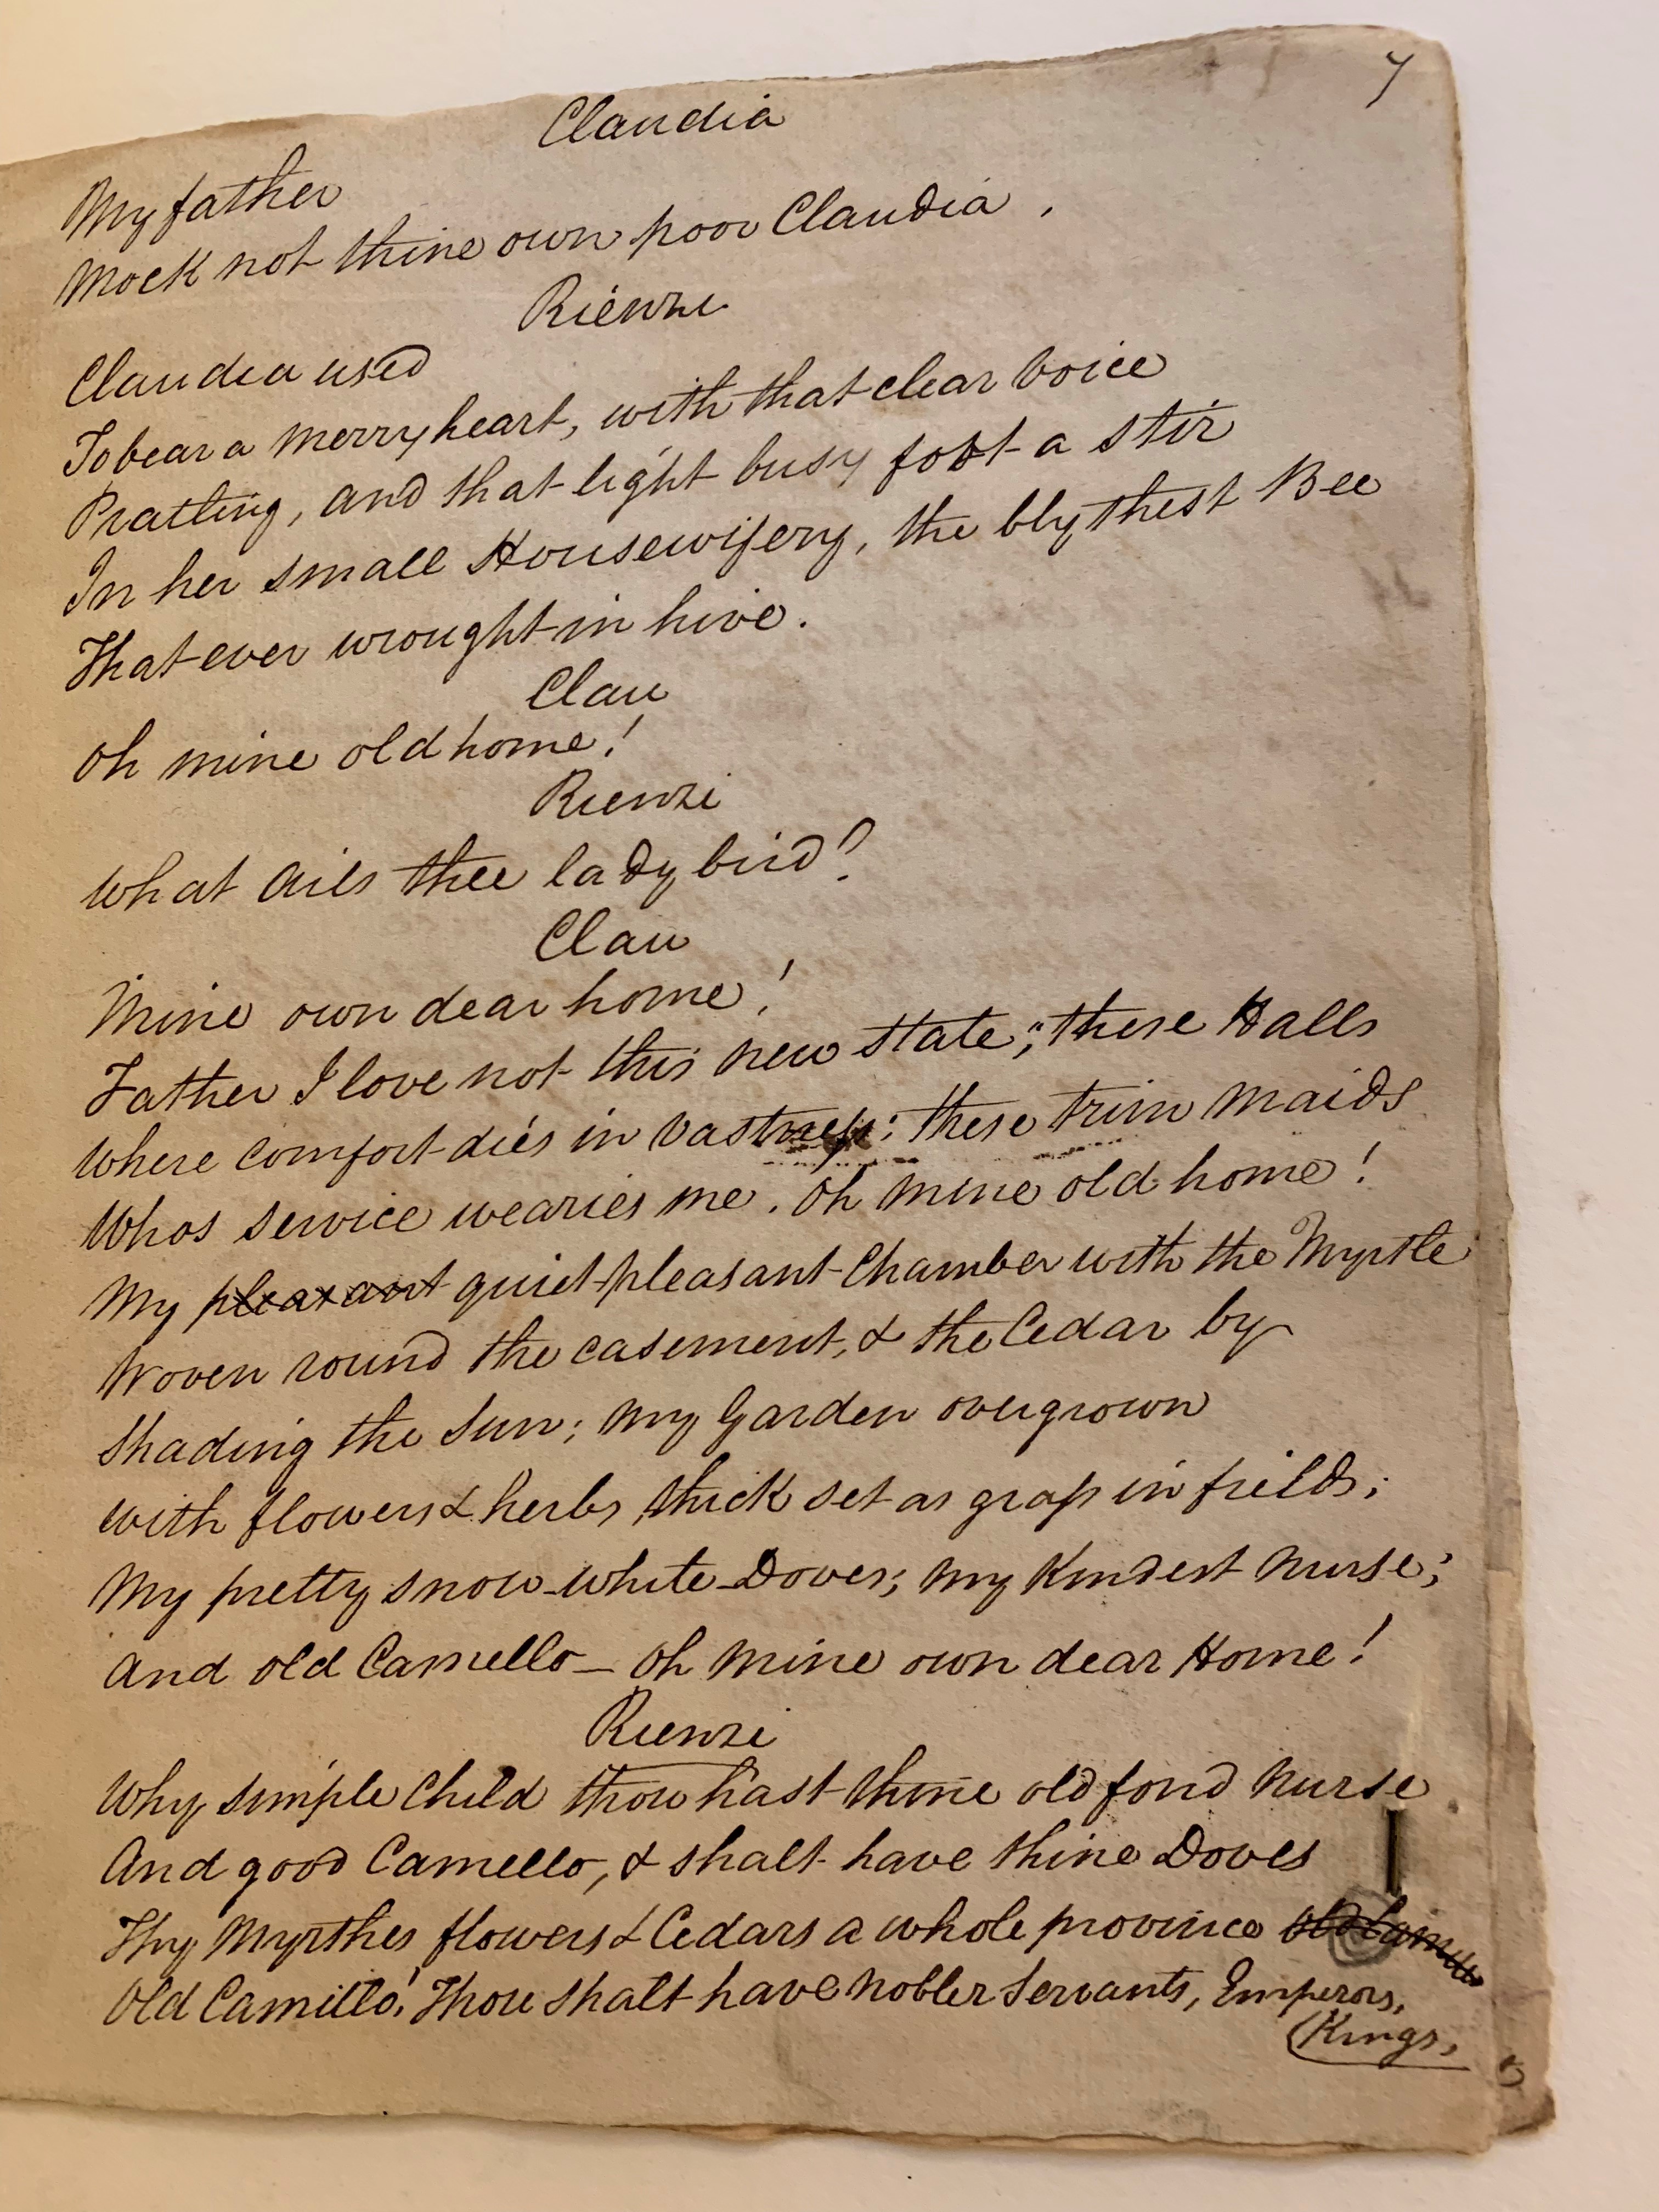 7
Claudia
My father
Mock not thine own poor Claudia.
Rienzi
Claudia used
To bear a merry heart, with that clear voice
Pratling, and that light busy foot a stir
In her small Housewifery, the blythest Bee
That ever wrought in hive.
Clau
Oh mine old home!
Rienzi
What ails thee lady bird?
Clau
Mine own dear home!
Father I love not this new state; these Halls
Where comfort dies in vastness: these trim maids
Whos service wearies me. Oh mine old home!
My pleasant quiet pleasant Chamber with the Myrtle
Woven round the casement, & the Cedar by
Shading the Sun; my Garden overgrown
With flowers & herbs, thick set as grass in fields;
My pretty snow-white Doves; my Kindest Nurse;
And old Camello_ Oh mine own dear Home!
Rienzi
Why simple Child thou hast thine old fond Nurse
And good Camello, & shalt have thine Doves
Thy Myrthes flowers & Cedars a whole province
Old Camillo! Thou shalt have nobler Servants, Emperors,
Kings,